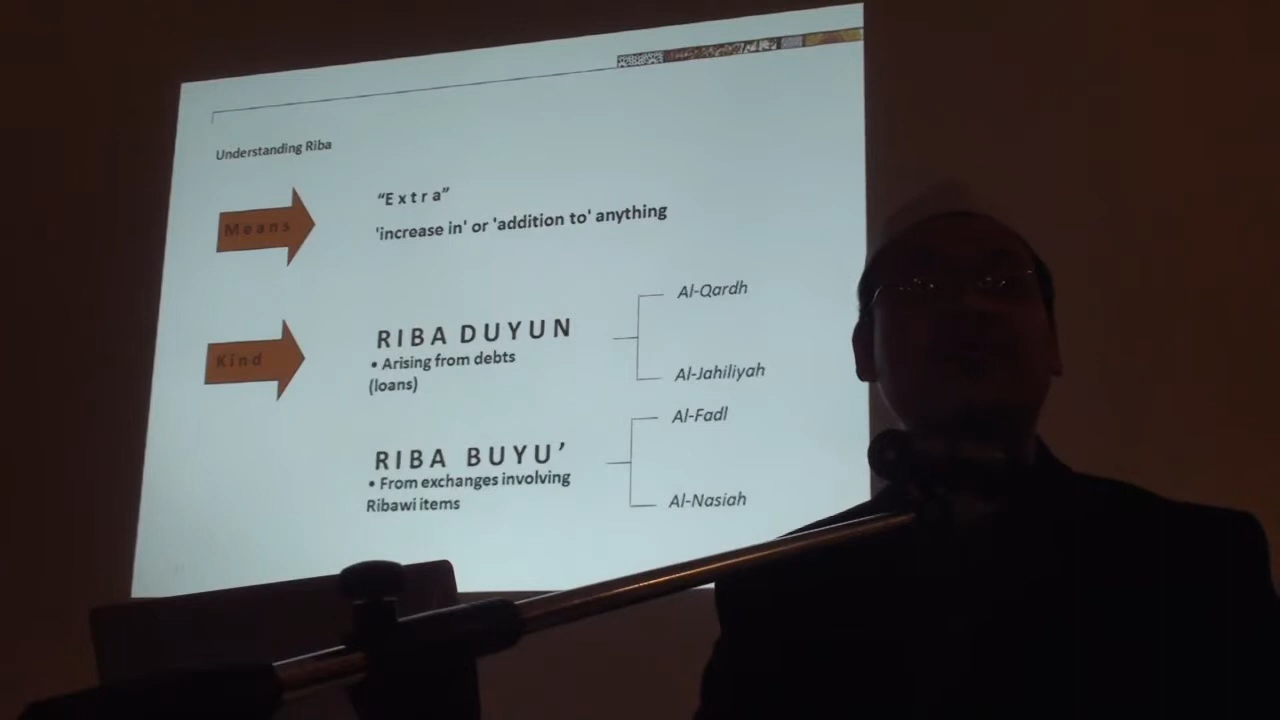 Understanding Riba
Means
“Extra”
'increase in' or 'addition to' anything
Kind
RIBA DUYUN
• Arising from debts
(loans)
Al-Qardh
Al-Jahiliyah
RIBA BUYU’
• From exchanges involving
Ribawi items
Al-Fadl
Al-Nasiah